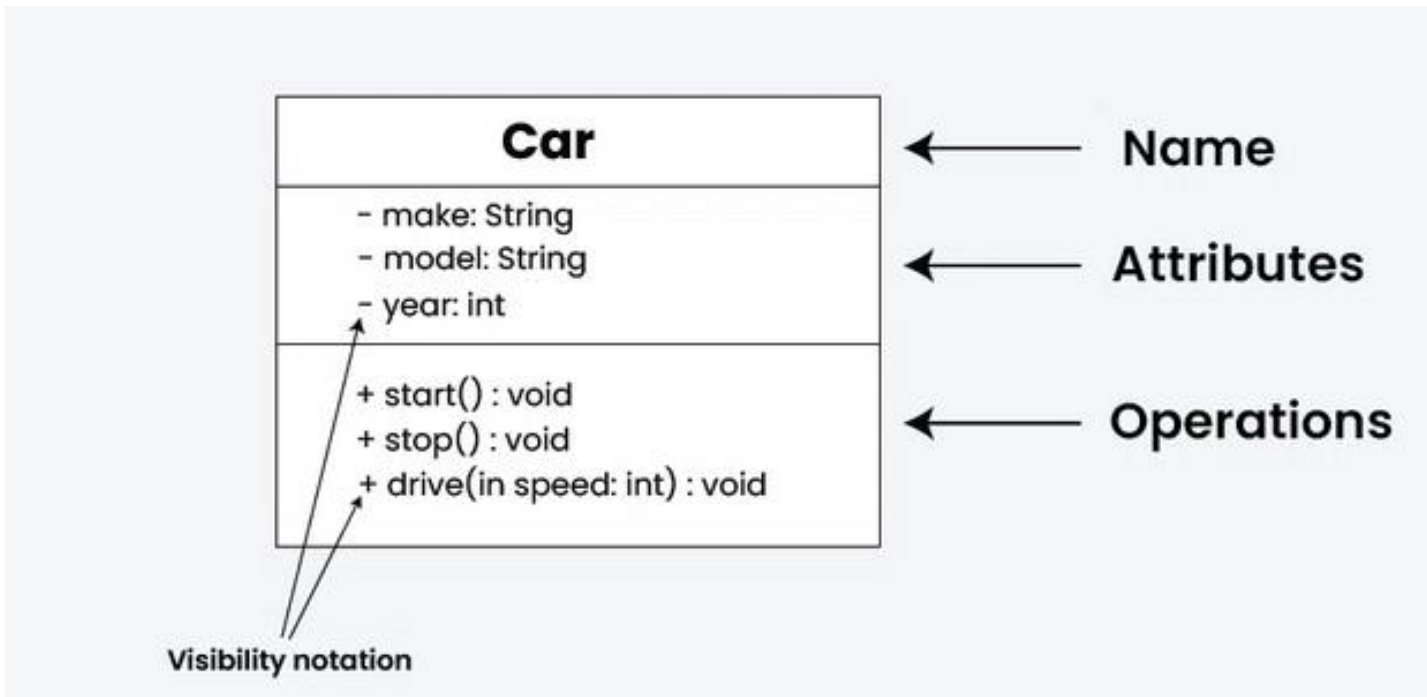 Car
Name
- make: String
- model: String
- year: int
Attributes
+ start() : void
+ stop() : void
+ drive(in speed: int) : void
Operations
Visibility notation